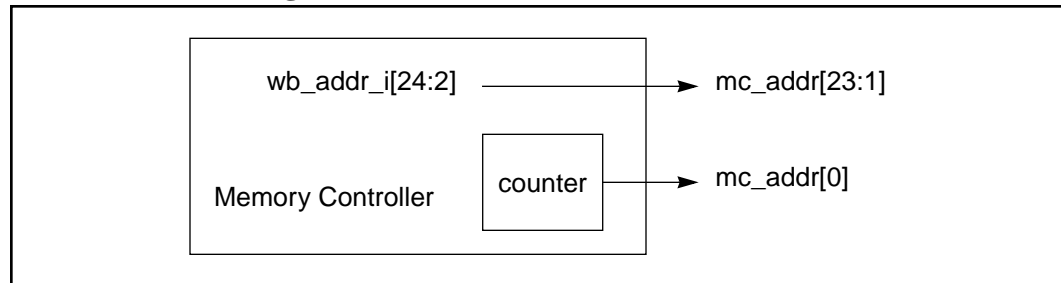 wb_addr_i[24:2] mc_addr[23:1]
counter mc_addr[0]
Memory Controller